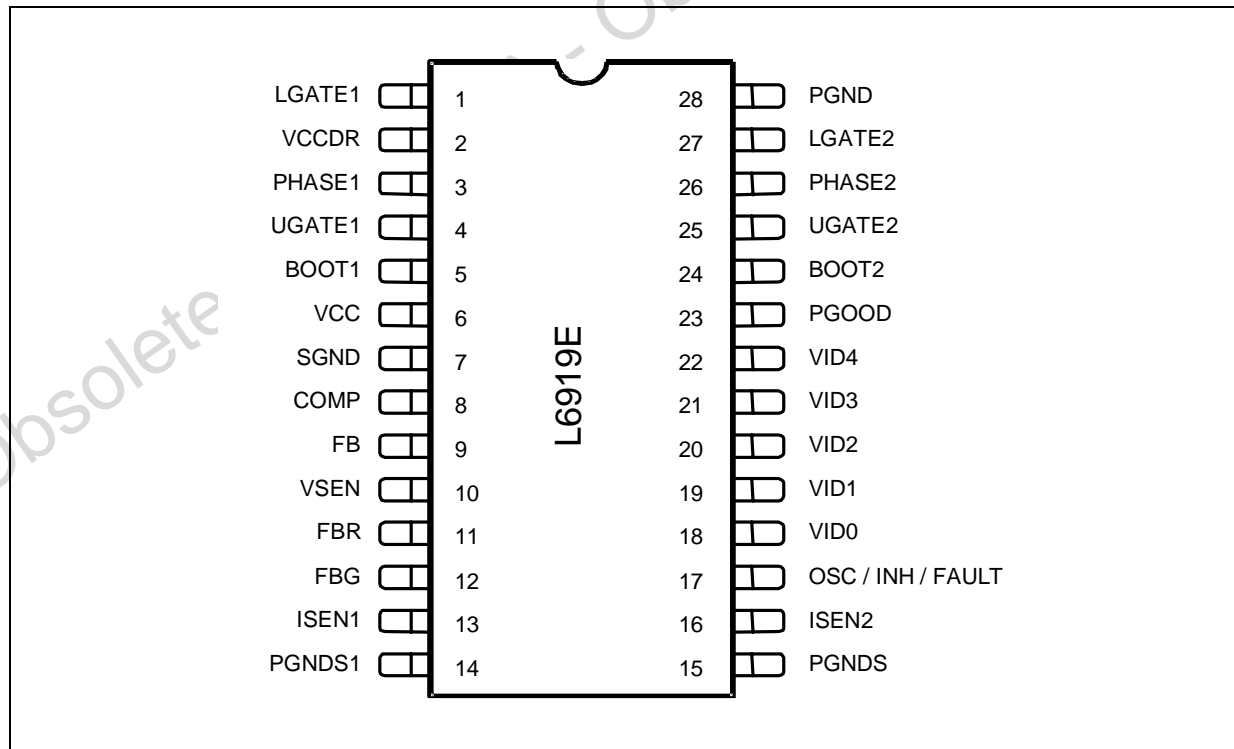 LGATE1 1 28 PGND
VCCDR 2 27 LGATE2
PHASE1 3 26 PHASE2
UGATE1 4 25 UGATE2
BOOT1 5 24 BOOT2
VCC 6 23 PGOOD
SGND 7 22 VID4
COMP 8 21 VID3
FB 9 20 VID2
VSEN 10 19 VID1
FBR 11 18 VID0
FBG 12 17 OSC / INH / FAULT
ISEN1 13 16 ISEN2
PGNDS1 14 15 PGNDS
L6919E
Obsolete